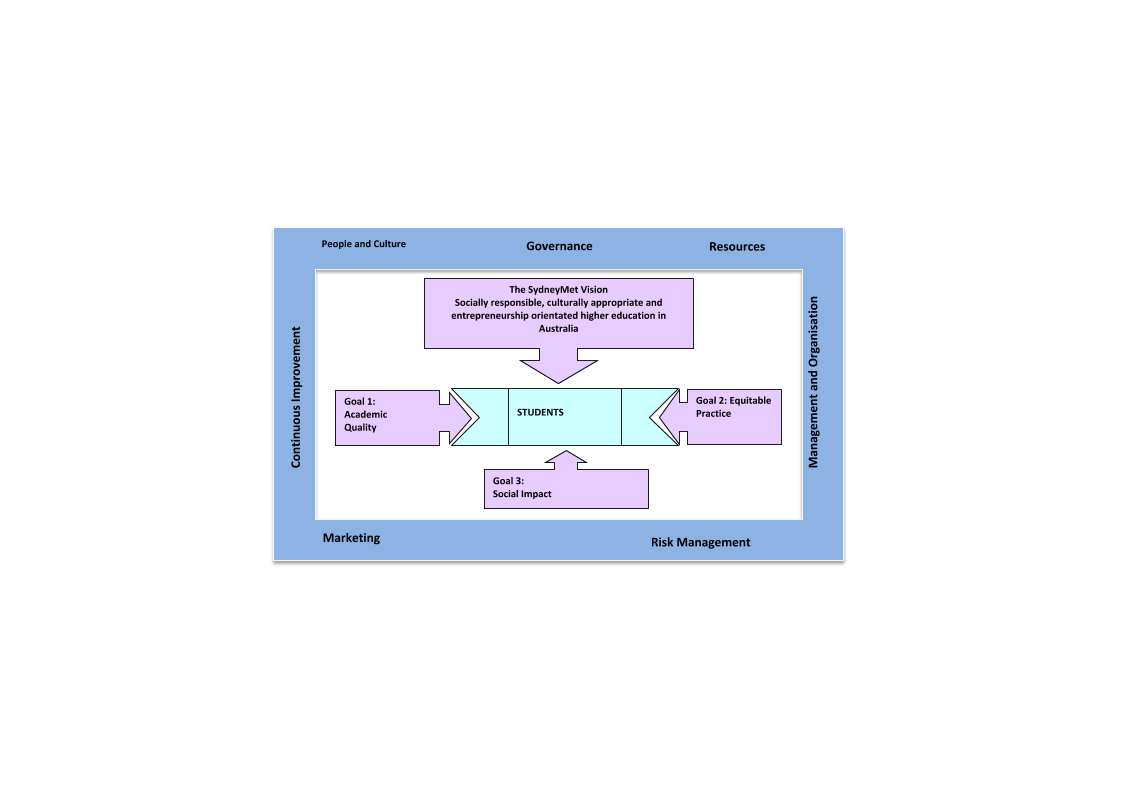 People and Culture
Governance
Resources
The SydneyMet Vision
Socially responsible, culturally appropriate and
entrepreneurship orientated higher education in
Australia
Continuous Improvement
Management and Organisation
Goal 1:
Academic
Quality
STUDENTS
Goal 2: Equitable
Practice
Goal 3:
Social Impact
Marketing
Risk Management